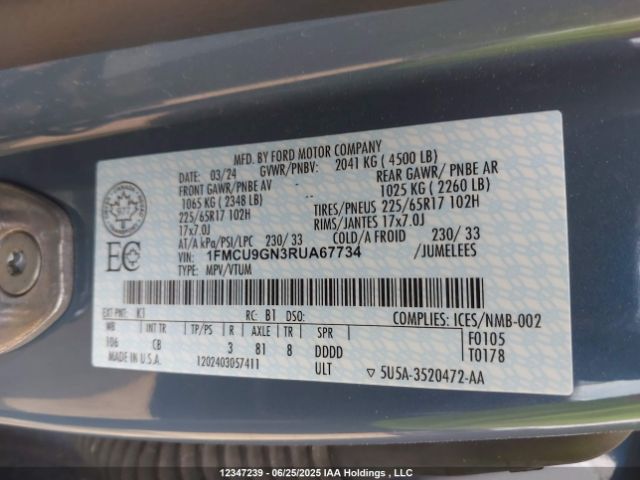 MFD. BY FORD MOTOR COMPANY
DATE: 03/24 GVWR/PNBV: 2041 KG ( 4500 LB)
FRONT GAWR/PNBE AV REAR GAWR/ PNBE AR
1065 KG ( 2348 LB) 1025 KG ( 2260 LB)
225/65R17 102H TIRES/PNEUS 225/65R17 102H
17x7.0J RIMS/JANTES 17x7.0J
AT/A kPa/PSI/LPC 230/ 33 COLD/A FROID 230/ 33
VIN: 1FMCU9GN3RUA67734 /JUMELEES
TYPE: MPV/VTUM
EC
EXT PNT: K1 RC: B1 DSO: COMPLIES: ICES/NMB-002
WB INT TR TP/PS R AXLE TR SPR F0105
106 CB 3 81 8 DDDD T0178
MADE IN U.S.A. 1202403057411 ULT 5U5A-3520472-AA
12347239 - 06/25/2025 IAA Holdings , LLC